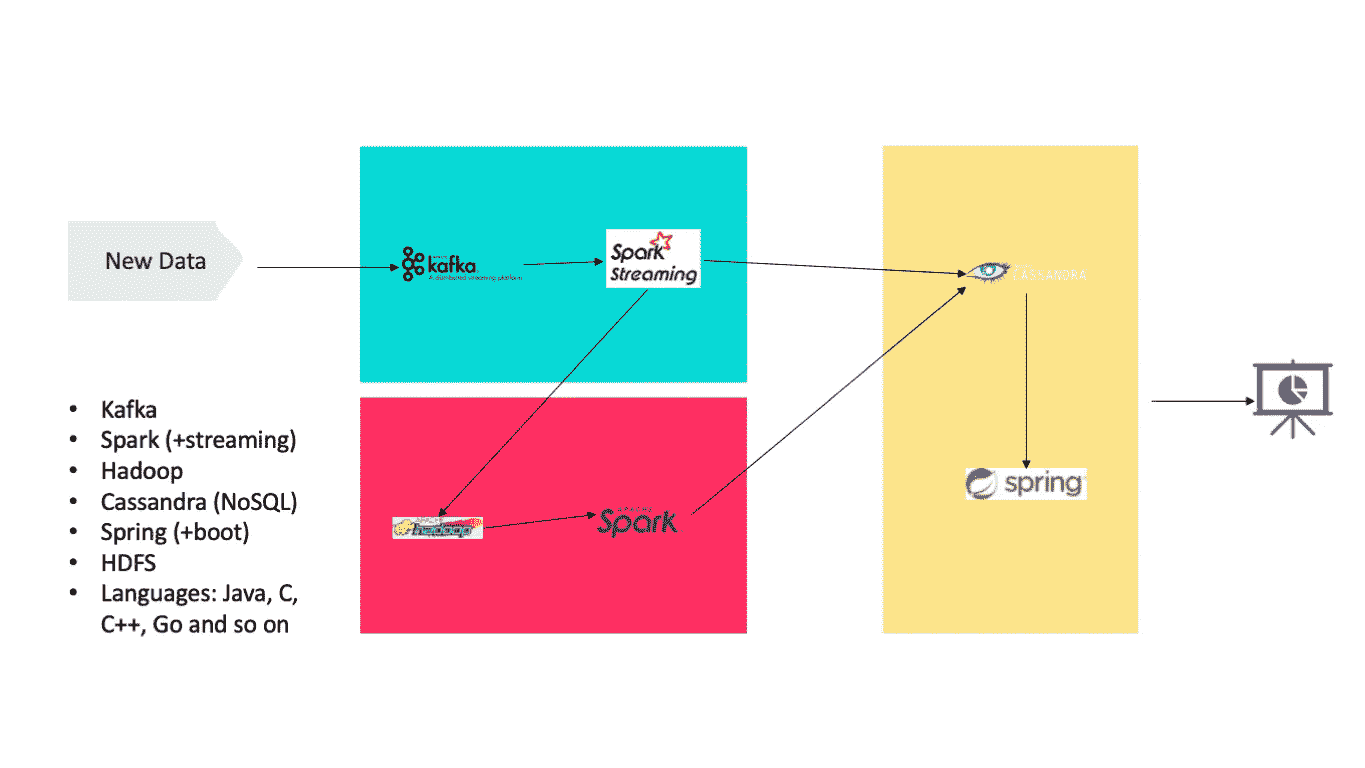 New Data
kafka
A distributed streaming platform
Spark
Streaming
CASSANDRA
• Kafka
• Spark (+streaming)
• Hadoop
• Cassandra (NoSQL)
• Spring (+boot)
• HDFS
• Languages: Java, C,
C++, Go and so on
hadoop
APACHE
Spark
spring